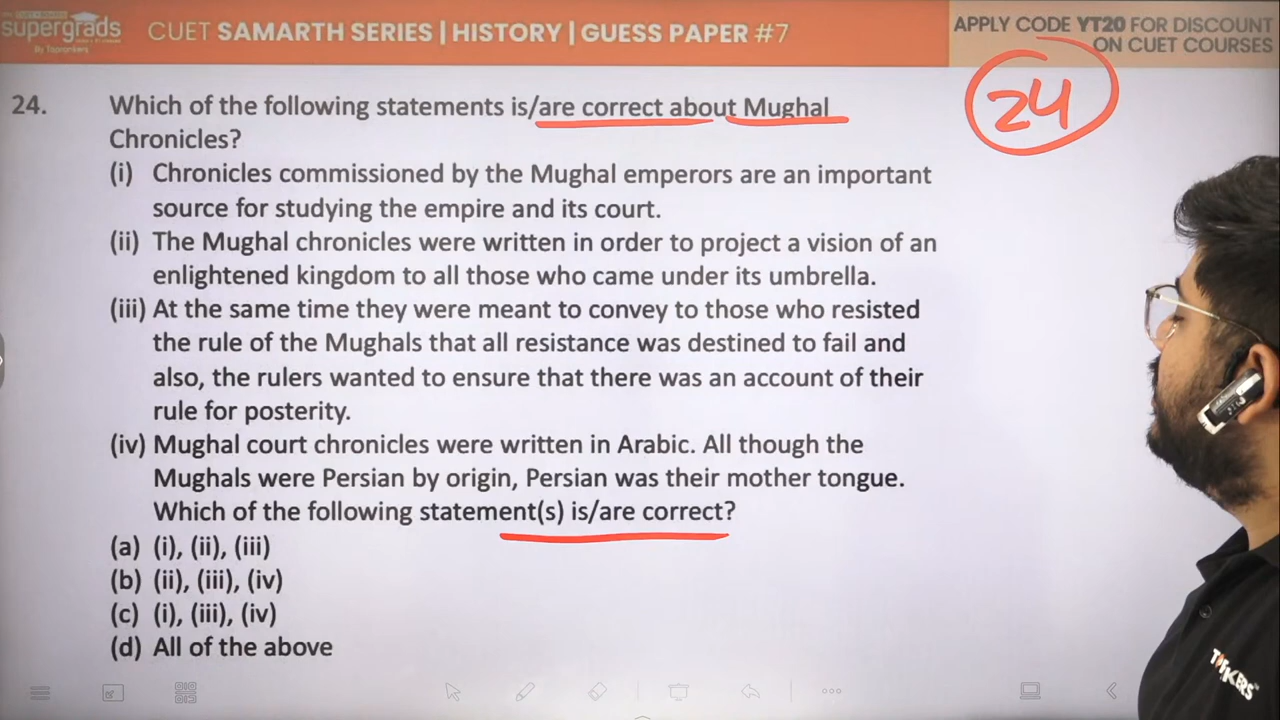 supergrads
By Toprankers
CUET SAMARTH SERIES | HISTORY | GUESS PAPER #7
APPLY CODE YT20 FOR DISCOUNT
ON CUET COURSES
24
24. Which of the following statements is/are correct about Mughal
Chronicles?
(i) Chronicles commissioned by the Mughal emperors are an important
source for studying the empire and its court.
(ii) The Mughal chronicles were written in order to project a vision of an
enlightened kingdom to all those who came under its umbrella.
(iii) At the same time they were meant to convey to those who resisted
the rule of the Mughals that all resistance was destined to fail and
also, the rulers wanted to ensure that there was an account of their
rule for posterity.
(iv) Mughal court chronicles were written in Arabic. All though the
Mughals were Persian by origin, Persian was their mother tongue.
Which of the following statement(s) is/are correct?
(a) (i), (ii), (iii)
(b) (ii), (iii), (iv)
(c) (i), (iii), (iv)
(d) All of the above